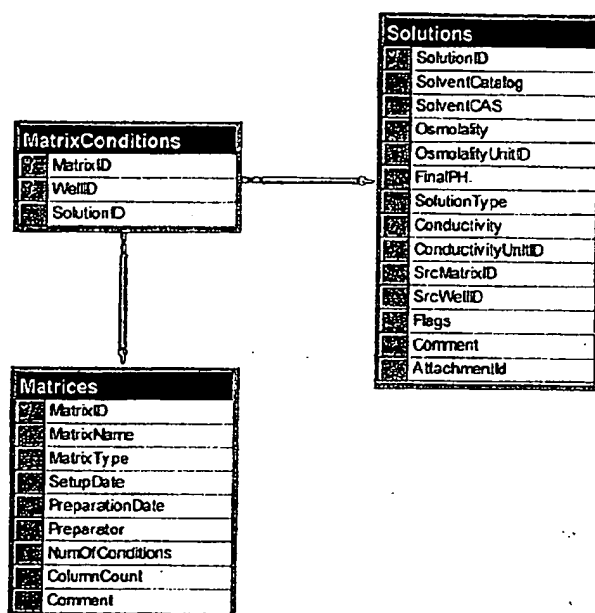 Solutions
SolutionID
SolventCatalog
SolventCAS
Osmolality
OsmolalityUnitID
FinalPH.
SolutionType
Conductivity
ConductivityUnitID
SrcMatrixID
SrcWellID
Flags
Comment
AttachmentId
MatrixConditions
MatrixID
WellID
SolutionID
Matrices
MatrixID
MatrixName
MatrixType
SetupDate
PreparationDate
Preparator
NumOfConditions
ColumnCount
Comment